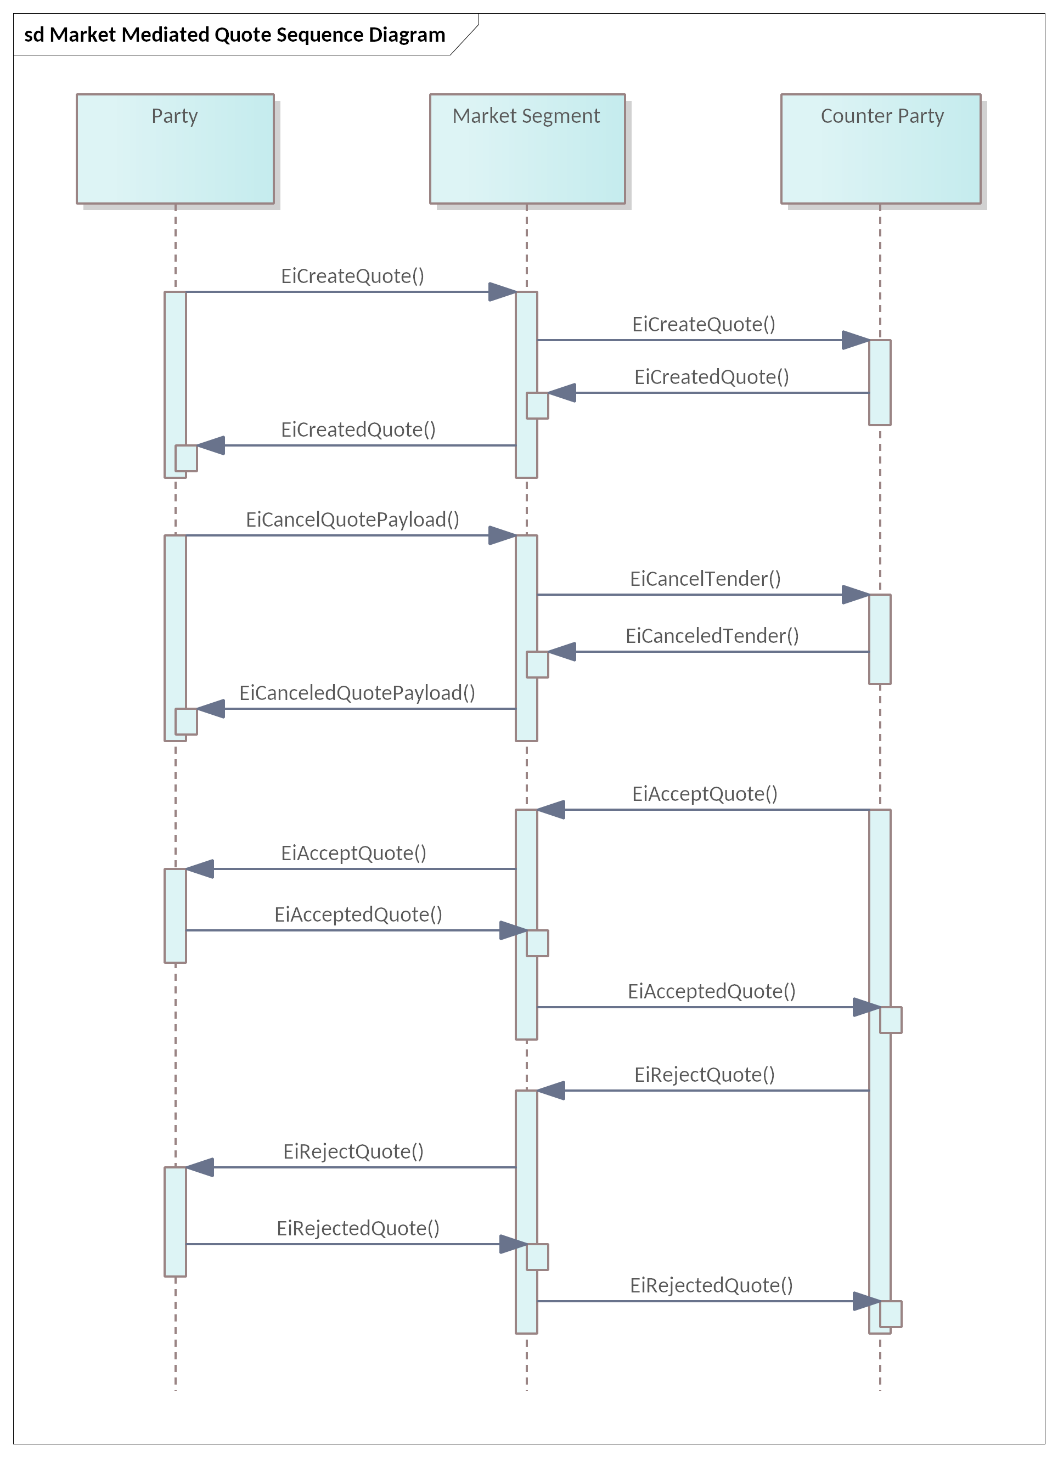 sd Market Mediated Quote Sequence Diagram
Party
Market Segment
Counter Party
EiCreateQuote()
EiCreateQuote()
EiCreatedQuote()
EiCreatedQuote()
EiCancelQuotePayload()
EiCancelTender()
EiCanceledTender()
EiCanceledQuotePayload()
EiAcceptQuote()
EiAcceptQuote()
EiAcceptedQuote()
EiAcceptedQuote()
EiRejectQuote()
EiRejectQuote()
EiRejectedQuote()
EiRejectedQuote()